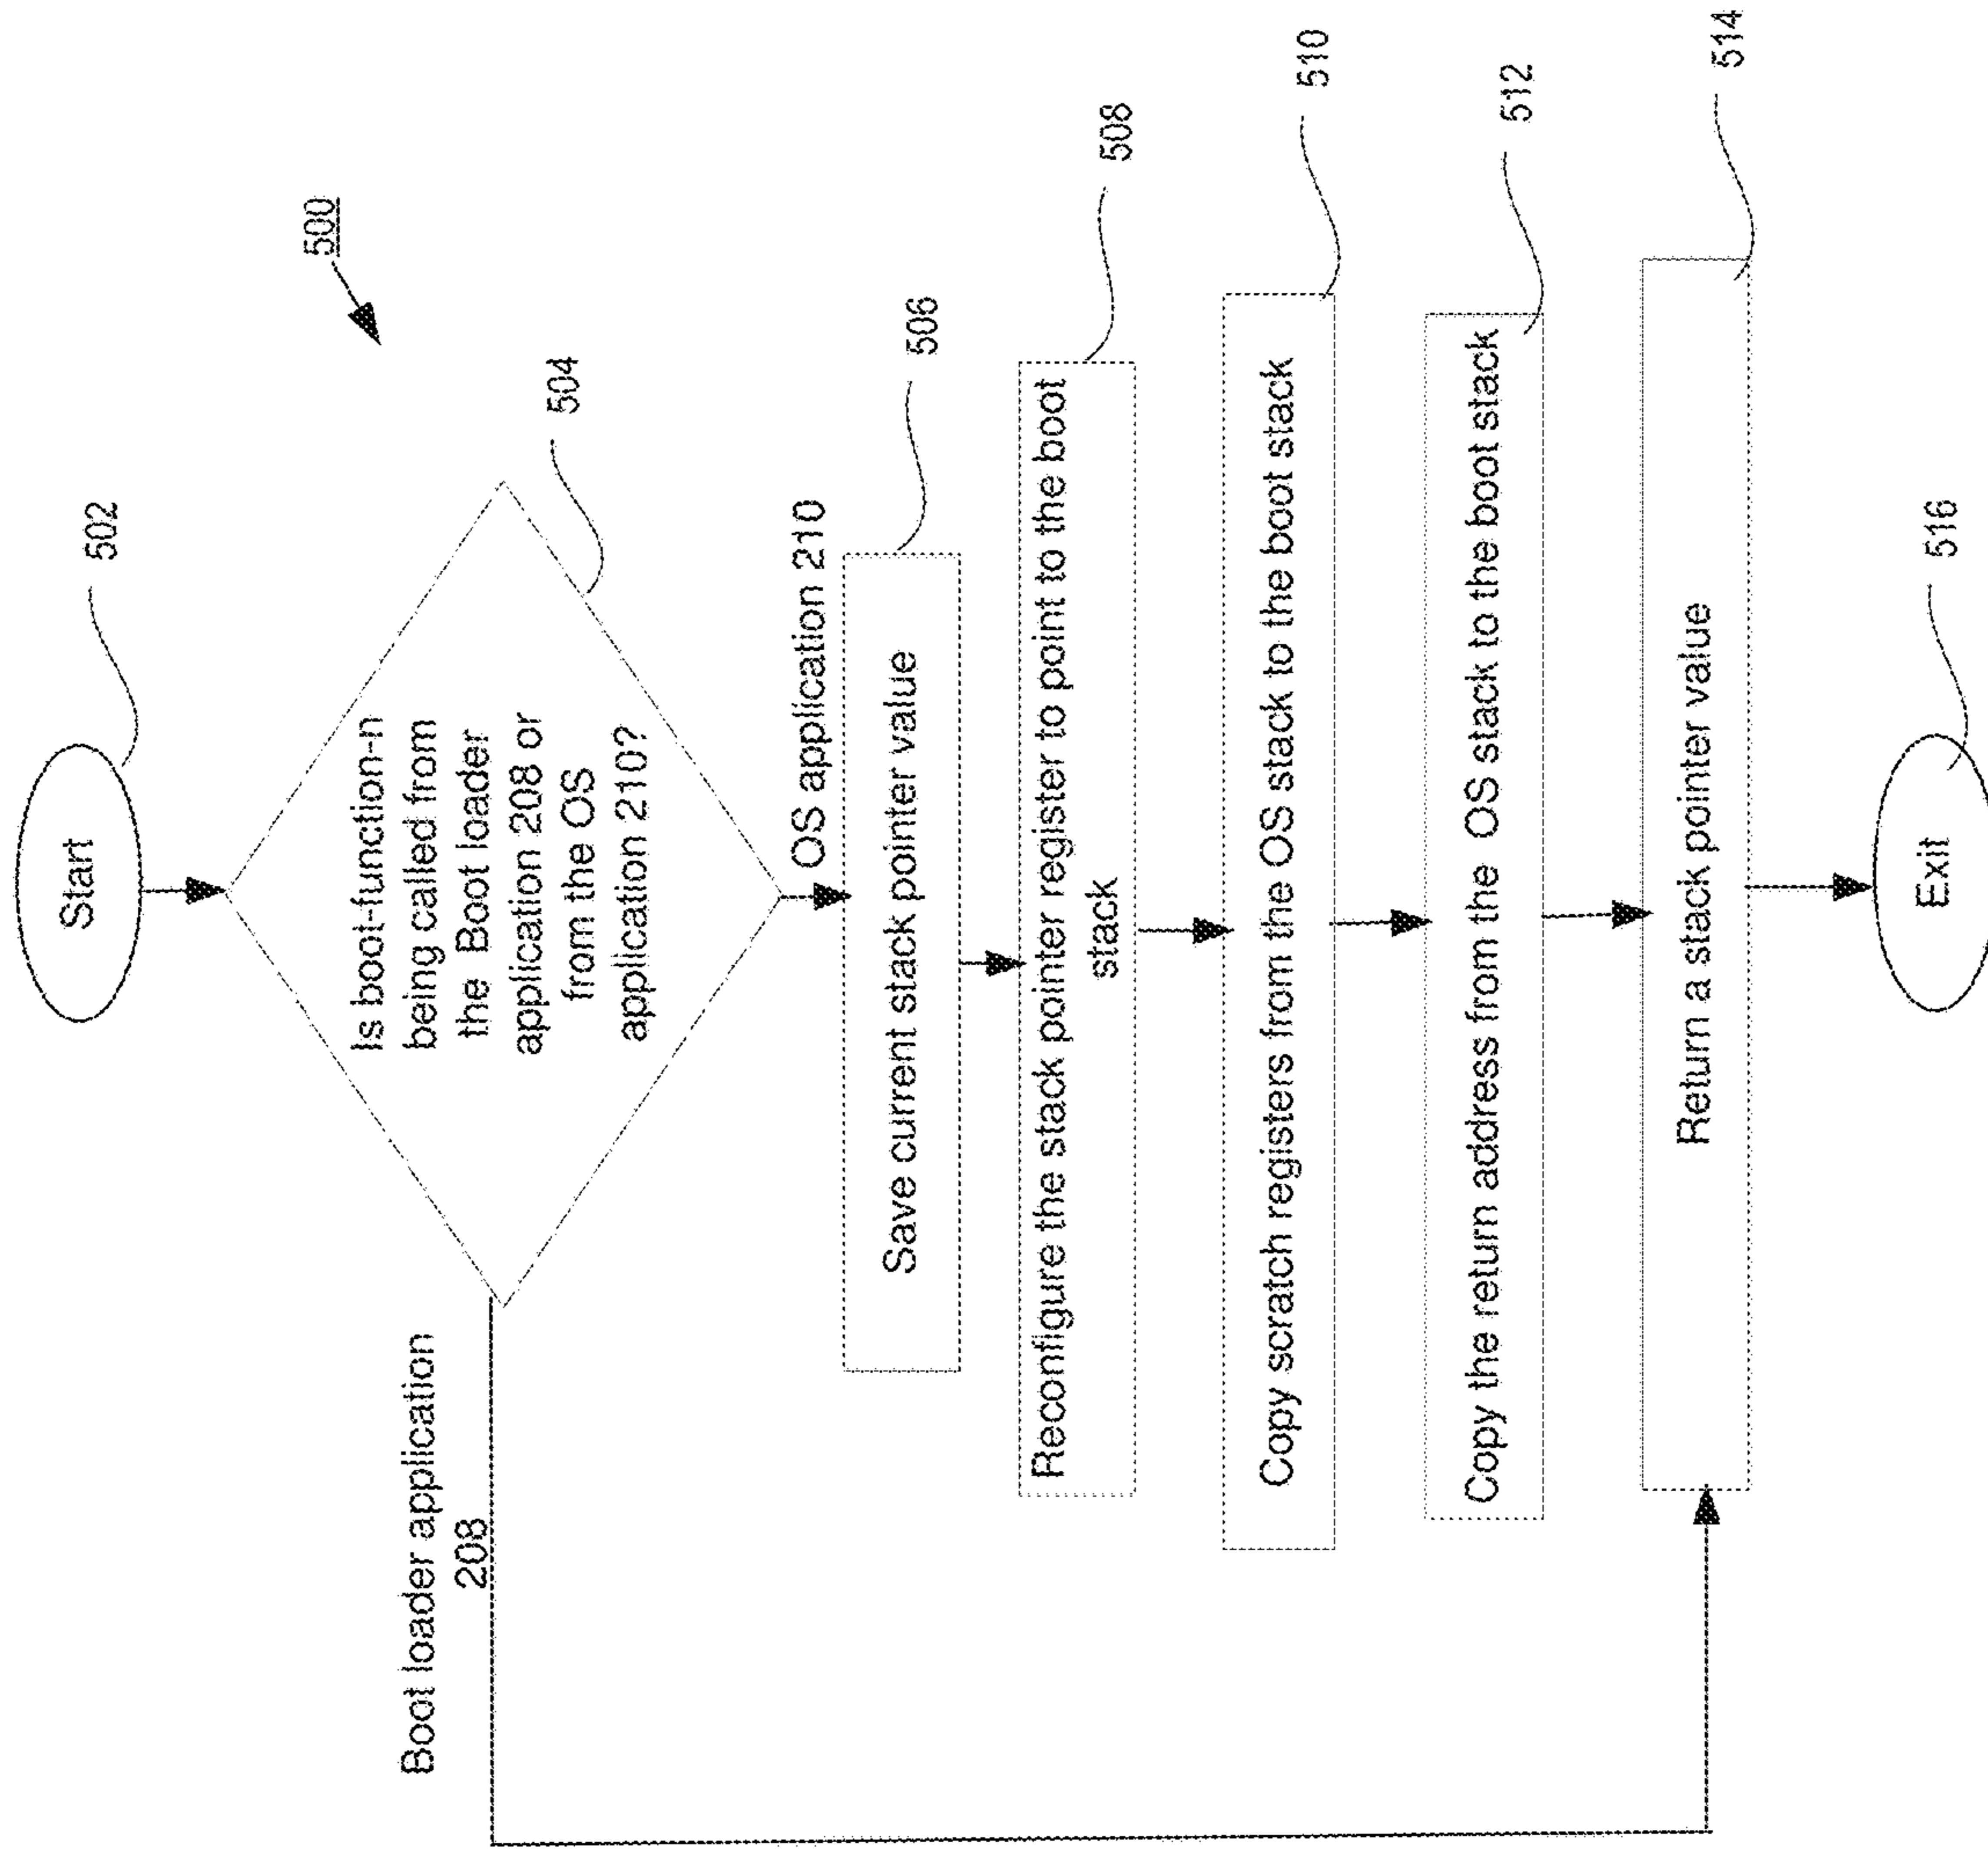 500
Start
502
Is boot-function-n
being called from
the Boot loader
application 208 or
from the OS
application 210?
504
Boot loader application
208
OS application 210
Save current stack pointer value
506
Reconfigure the stack pointer register to point to the boot
stack
508
Copy scratch registers from the OS stack to the boot stack
510
Copy the return address from the OS stack to the boot stack
512
Return a stack pointer value
514
Exit
516